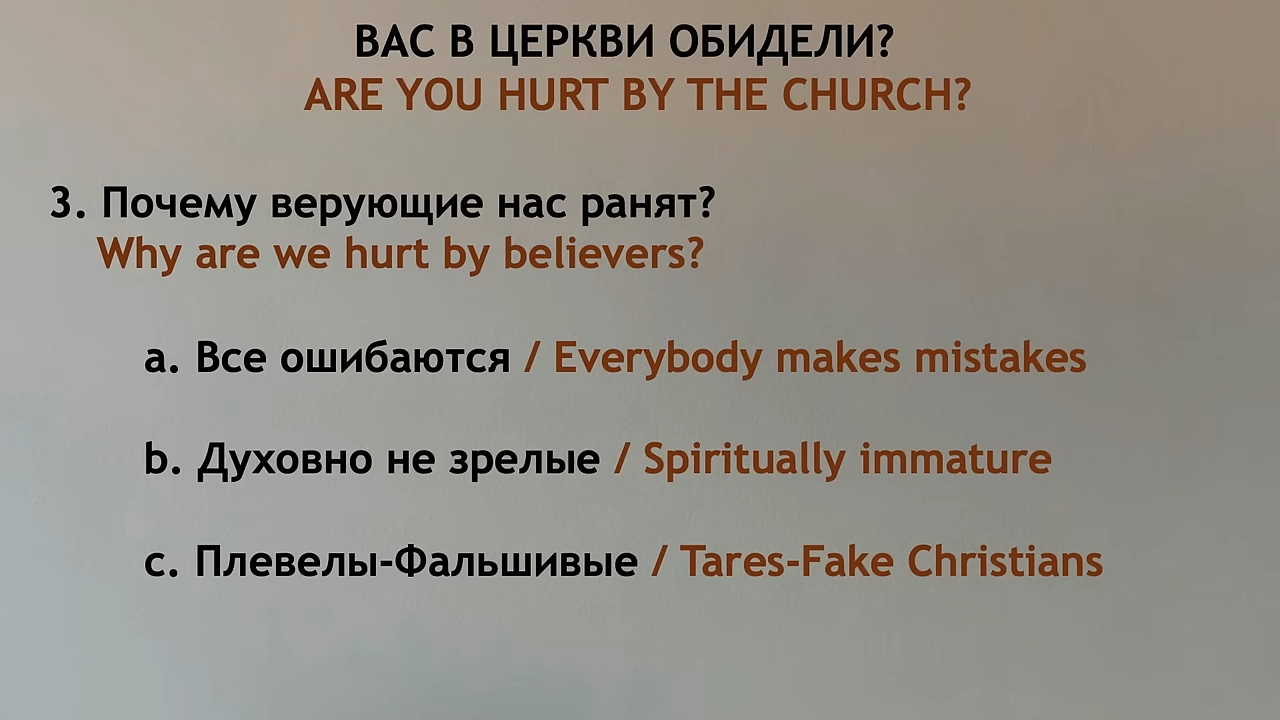 ВАС В ЦЕРКВИ ОБИДЕЛИ?
ARE YOU HURT BY THE CHURCH?
3. Почему верующие нас ранят?
Why are we hurt by believers?
a. Все ошибаются / Everybody makes mistakes
b. Духовно не зрелые / Spiritually immature
c. Плевелы-Фальшивые / Tares-Fake Christians